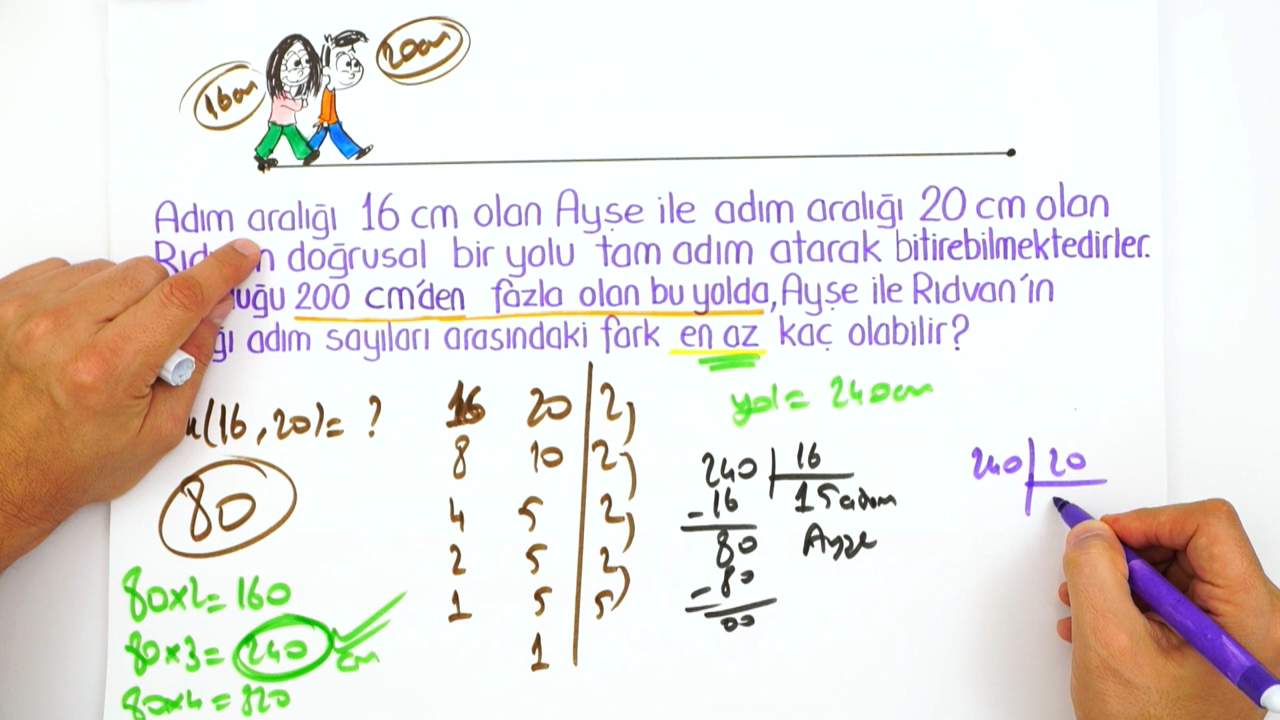 16cm
20cm
Adım aralığı 16 cm olan Ayşe ile adım aralığı 20 cm olan
doğrusal bir yolu tam adım atarak bitirebilmektedirler.
200 cm'den fazla olan bu yolda, Ayşe ile Rıdvan'ın
adım sayıları arasındaki fark en az kaç olabilir?
(16,20)= ?
80
80x2=160
80x3=240 cm
80x4=320
16 20 2
8 10 2
4 5 2
2 5 2
1 5 5
1
yol= 240cm
240 16
-16 15 adım
80 Ayşe
-80
00
240 20